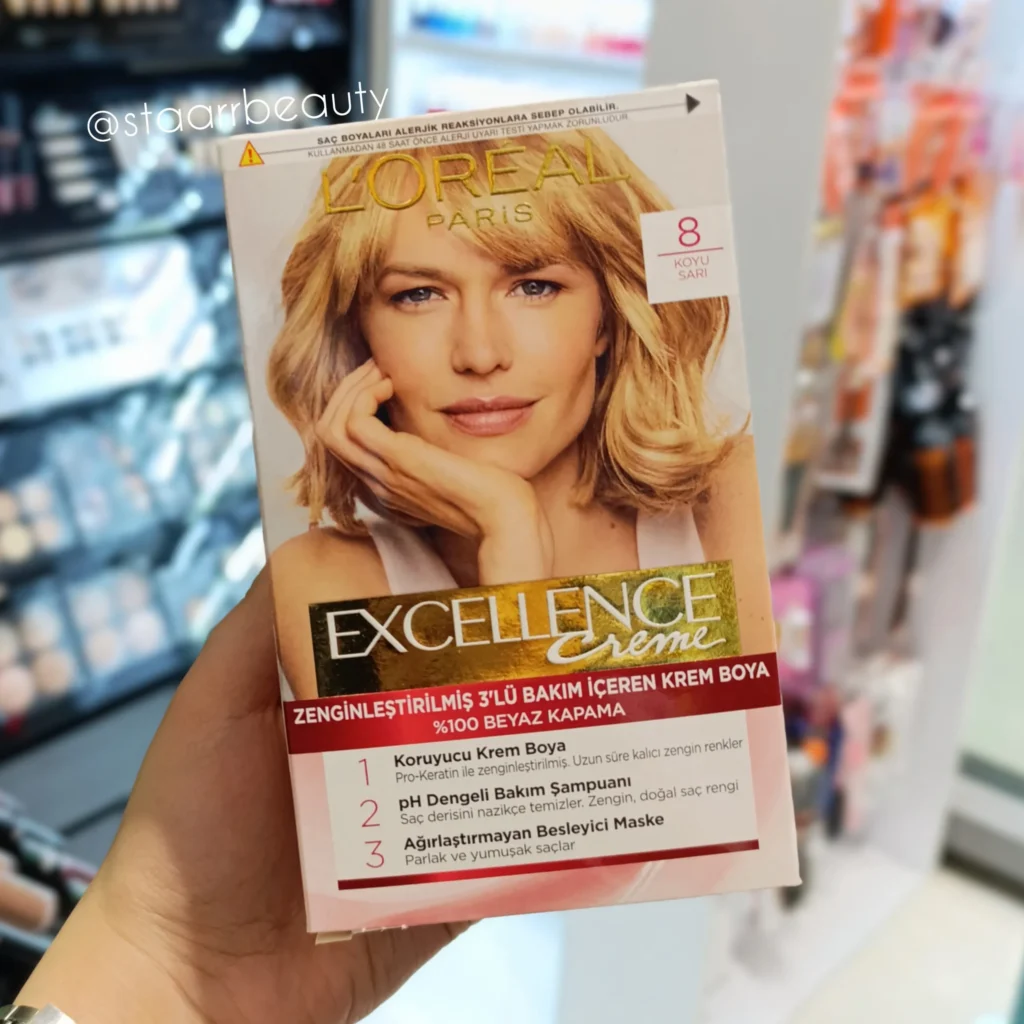 @staarrbeauty
SAÇ BOYALARI ALERJİK REAKSİYONLARA SEBEP OLABİLİR.
KULLANMADAN 48 SAAT ÖNCE ALERJİ UYARI TESTİ YAPMAK ZORUNLUDUR.
L'ORÉAL
PARİS
8
KOYU
SARI
EXCELLENCE
Creme
ZENGİNLEŞTİRİLMİŞ 3'LÜ BAKIM İÇEREN KREM BOYA
%100 BEYAZ KAPAMA
1 Koruyucu Krem Boya
Pro-Keratin ile zenginleştirilmiş. Uzun süre kalıcı zengin renkler
2 pH Dengeli Bakım Şampuanı
Saç derisini nazikçe temizler. Zengin, doğal saç rengi
3 Ağırlaştırmayan Besleyici Maske
Parlak ve yumuşak saçlar